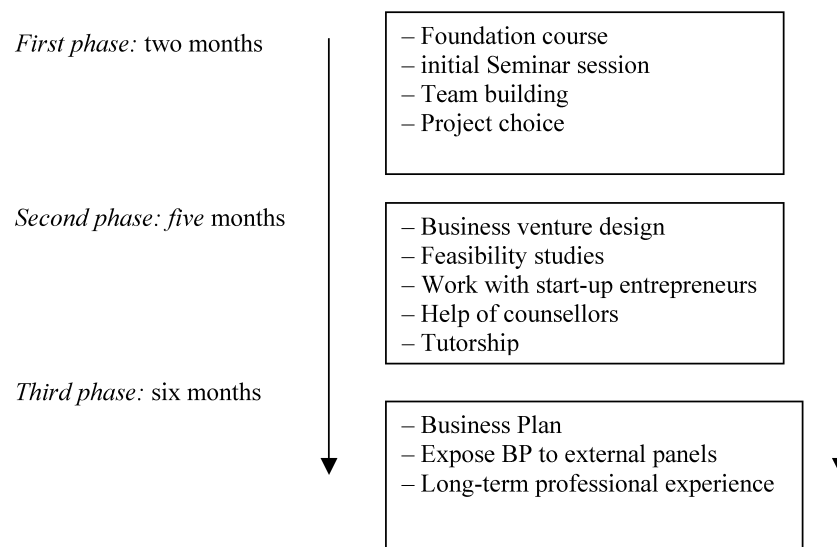 First phase: two months
– Foundation course
– initial Seminar session
– Team building
– Project choice
Second phase: five months
– Business venture design
– Feasibility studies
– Work with start-up entrepreneurs
– Help of counsellors
– Tutorship
Third phase: six months
– Business Plan
– Expose BP to external panels
– Long-term professional experience